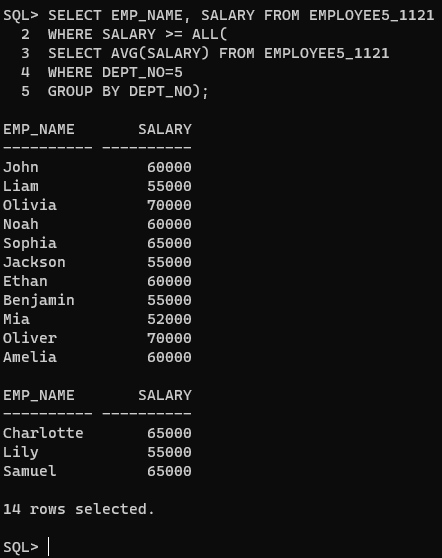 SQL> SELECT EMP_NAME, SALARY FROM EMPLOYEE5_1121
  2  WHERE SALARY >= ALL(
  3  SELECT AVG(SALARY) FROM EMPLOYEE5_1121
  4  WHERE DEPT_NO=5
  5  GROUP BY DEPT_NO);

EMP_NAME       SALARY
---------- ----------
John            60000
Liam            55000
Olivia          70000
Noah            60000
Sophia          65000
Jackson         55000
Ethan           60000
Benjamin        55000
Mia             52000
Oliver          70000
Amelia          60000

EMP_NAME       SALARY
---------- ----------
Charlotte       65000
Lily            55000
Samuel          65000

14 rows selected.

SQL>